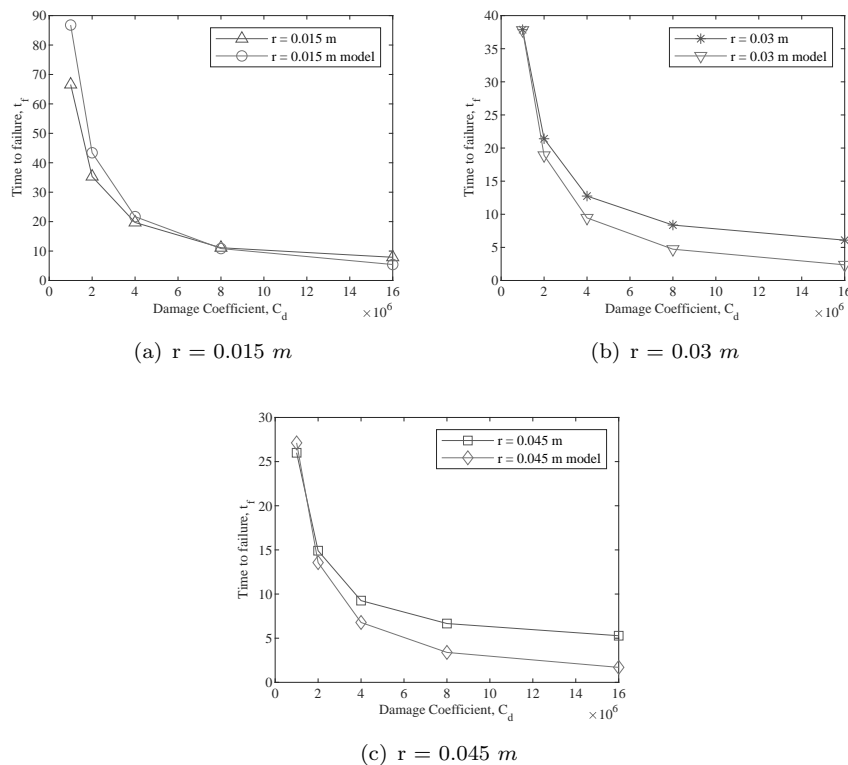 90
80
70
60
50
40
30
20
10
0
Time to failure, t_f
r = 0.015 m
r = 0.015 m model
0 2 4 6 8 10 12 14 16
Damage Coefficient, C_d
×10^6
(a) r = 0.015 m
40
35
30
25
20
15
10
5
0
Time to failure, t_f
r = 0.03 m
r = 0.03 m model
0 2 4 6 8 10 12 14 16
Damage Coefficient, C_d
×10^6
(b) r = 0.03 m
30
25
20
15
10
5
0
Time to failure, t_f
r = 0.045 m
r = 0.045 m model
0 2 4 6 8 10 12 14 16
Damage Coefficient, C_d
×10^6
(c) r = 0.045 m